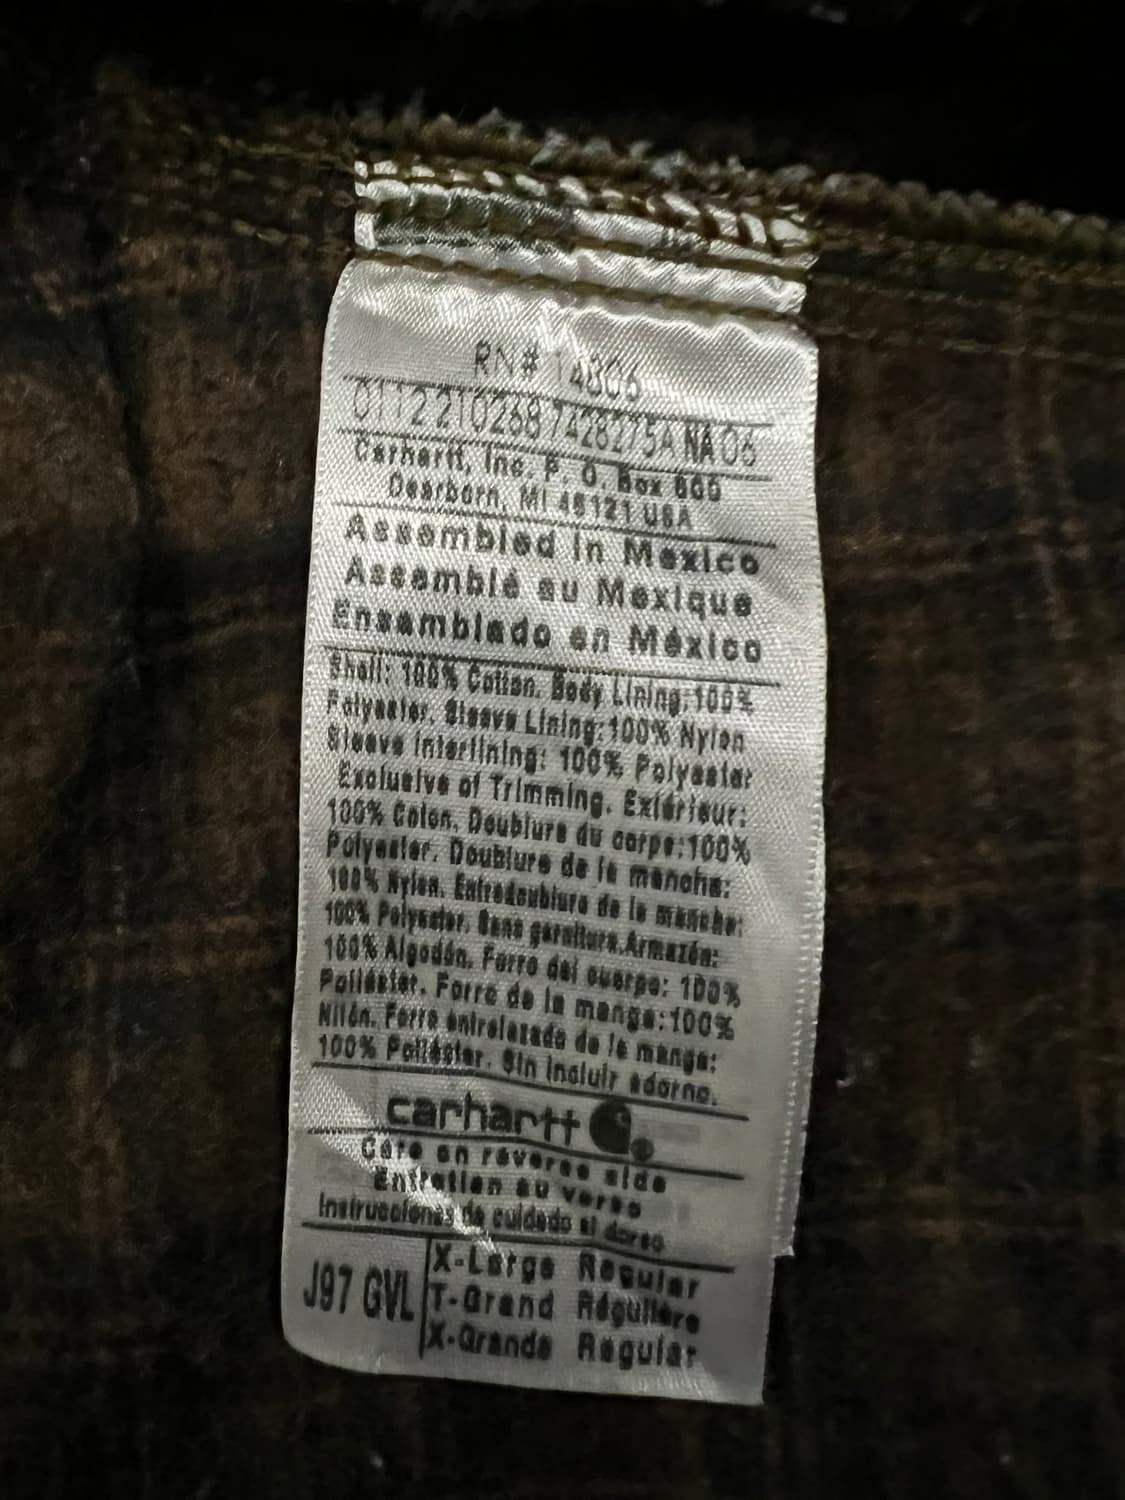 RN# 14806
0112 210268 7428275A NA 06
Carhartt, Inc. P. O. Box 600
Dearborn, MI 48121 USA
Assembled in Mexico
Assemblé au Mexique
Ensamblado en México
Shell: 100% Cotton. Body Lining:100%
Polyester. Sleeve Lining:100% Nylon
Sleeve Interlining: 100% Polyester
Exclusive of Trimming. Extérieur:
100% Coton. Doublure du corps:100%
Polyester. Doublure de la manche:
100% Nylon. Entredoublure de la manche:
100% Polyester. Sans garniture.Armazón:
100% Algodón. Forro del cuerpo: 100%
Poliéster. Forro de la manga:100%
Nilón. Forro entrelazado de la manga:
100% Poliéster. Sin incluir adorno.
carhartt
Care on reverse side
Entretien au verso
Instrucciones de cuidado al dorso
J97 GVL
X-Large Regular
T-Grand Régulière
X-Grande Regular